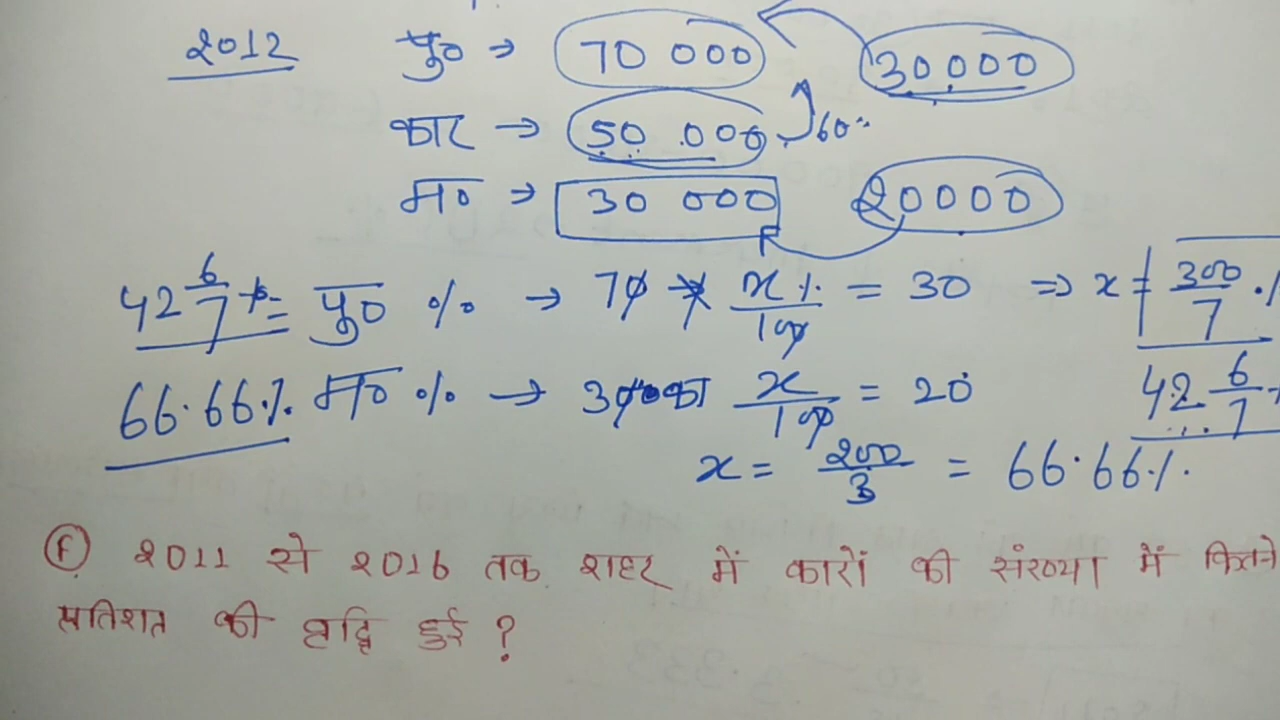 2012 पु० → 70 000 30,000
कार → 50 000 60%
म० → 30 000 20000
42 6/7 % = पु० % → 70 × x%/100 = 30 ⇒ x = 300/7 %
66.66% म० % → 300 का x/100 = 20 42 6/7
x = 200/3 = 66.66%
(F) 2011 से 2016 तक शहर में कारों की संख्या में कितने
प्रतिशत की वृद्धि हुई ?